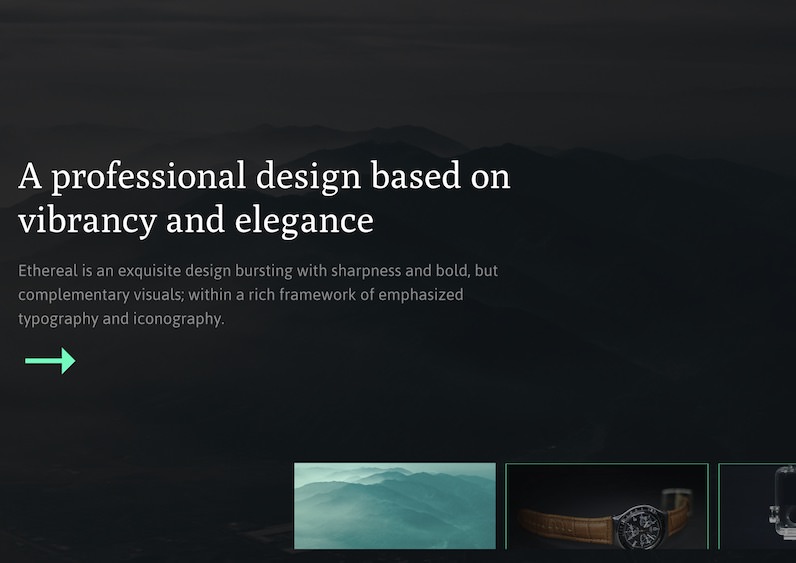 A professional design based on
vibrancy and elegance
Ethereal is an exquisite design bursting with sharpness and bold, but
complementary visuals; within a rich framework of emphasized
typography and iconography.